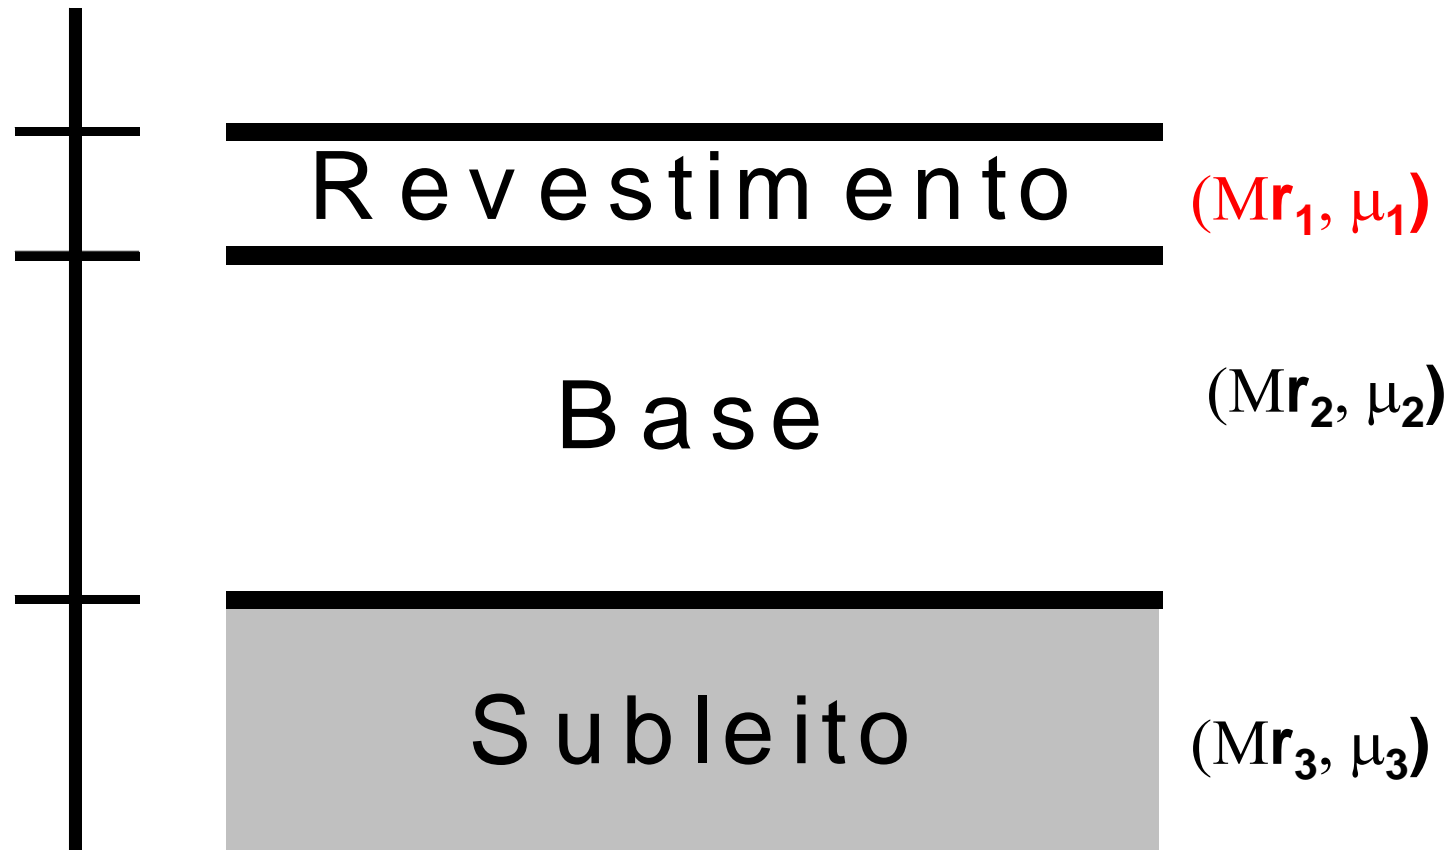 Revestimento
(Mr₁, μ₁)
Base
(Mr₂, μ₂)
Subleito
(Mr₃, μ₃)